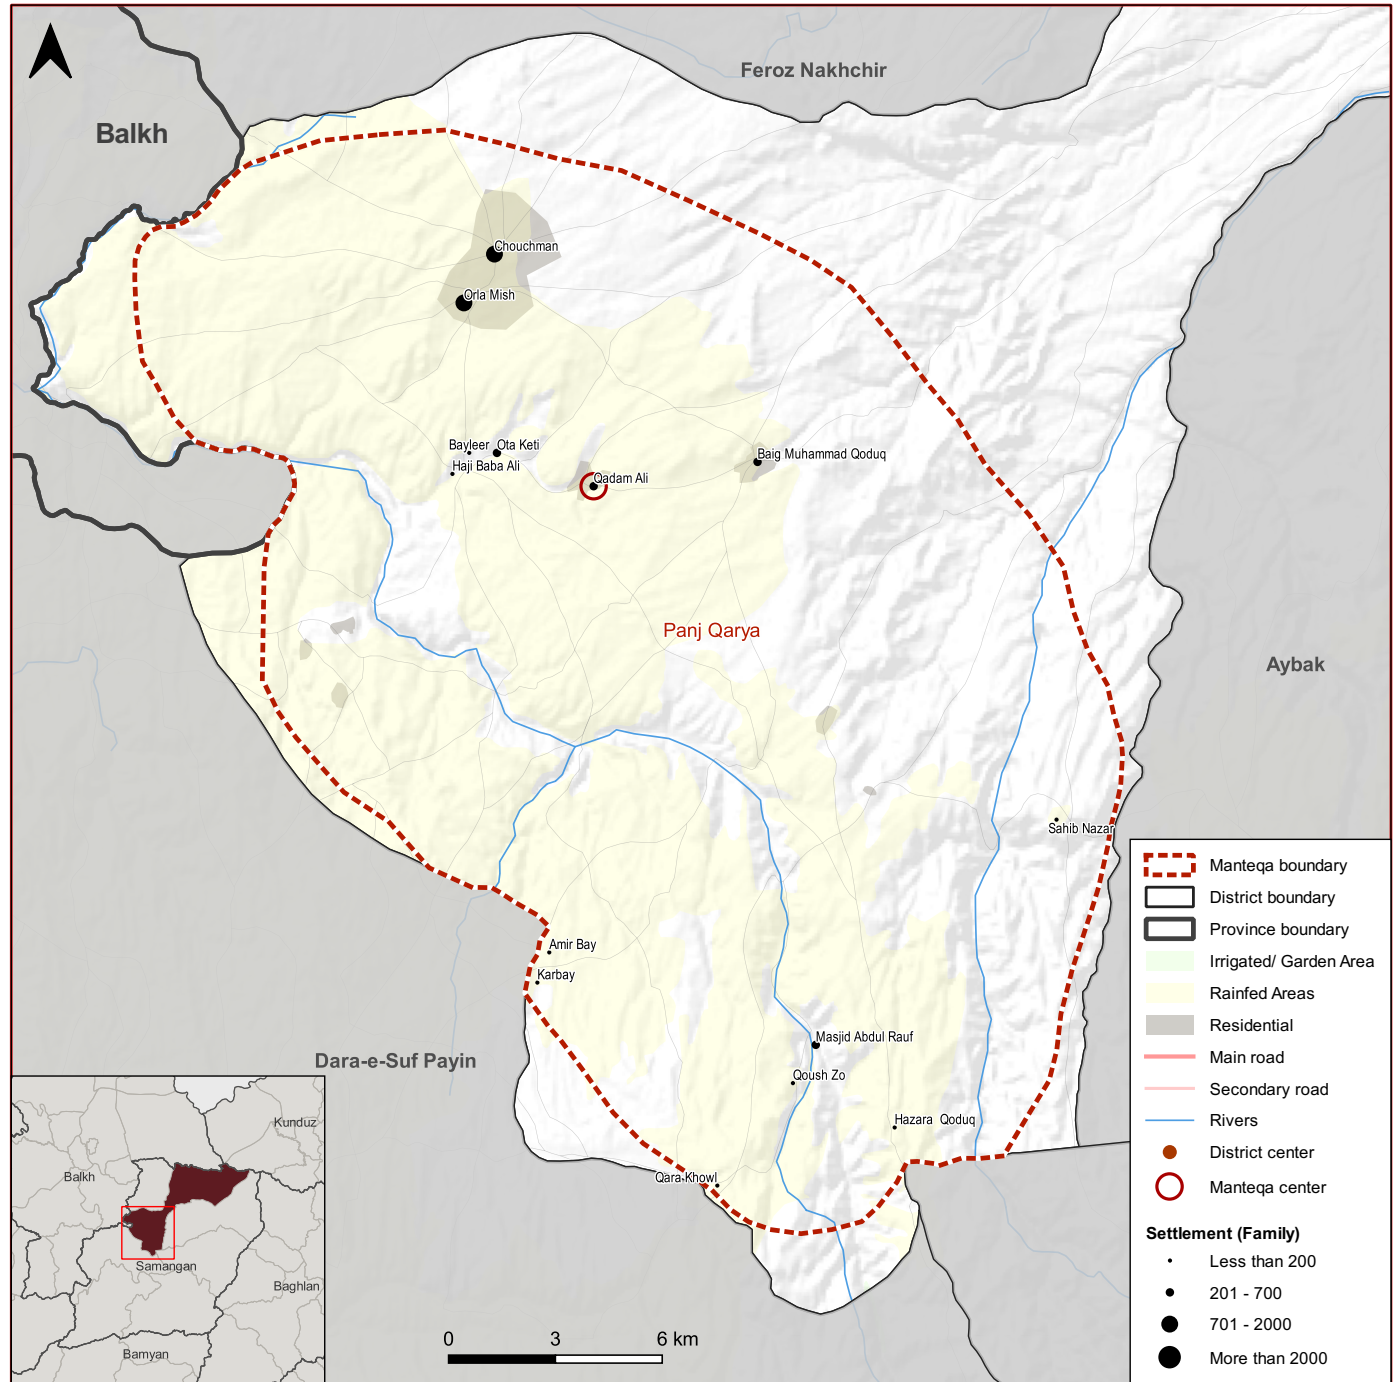 Feroz Nakhchir
Balkh
Chouchman
Orla Mish
Bayleer
Ota Keti
Haji Baba Ali
Baig Muhammad Qoduq
Qadam Ali
Panj Qarya
Aybak
Sahib Nazar
Amir Bay
Karbay
Masjid Abdul Rauf
Dara-e-Suf Payin
Qoush Zo
Hazara Qoduq
Qara Khowl
Manteqa boundary
District boundary
Province boundary
Irrigated/ Garden Area
Rainfed Areas
Residential
Main road
Secondary road
Rivers
District center
Manteqa center
Settlement (Family)
Less than 200
201 - 700
701 - 2000
More than 2000
Kunduz
Balkh
Samangan
Baghlan
Bamyan
0 3 6 km